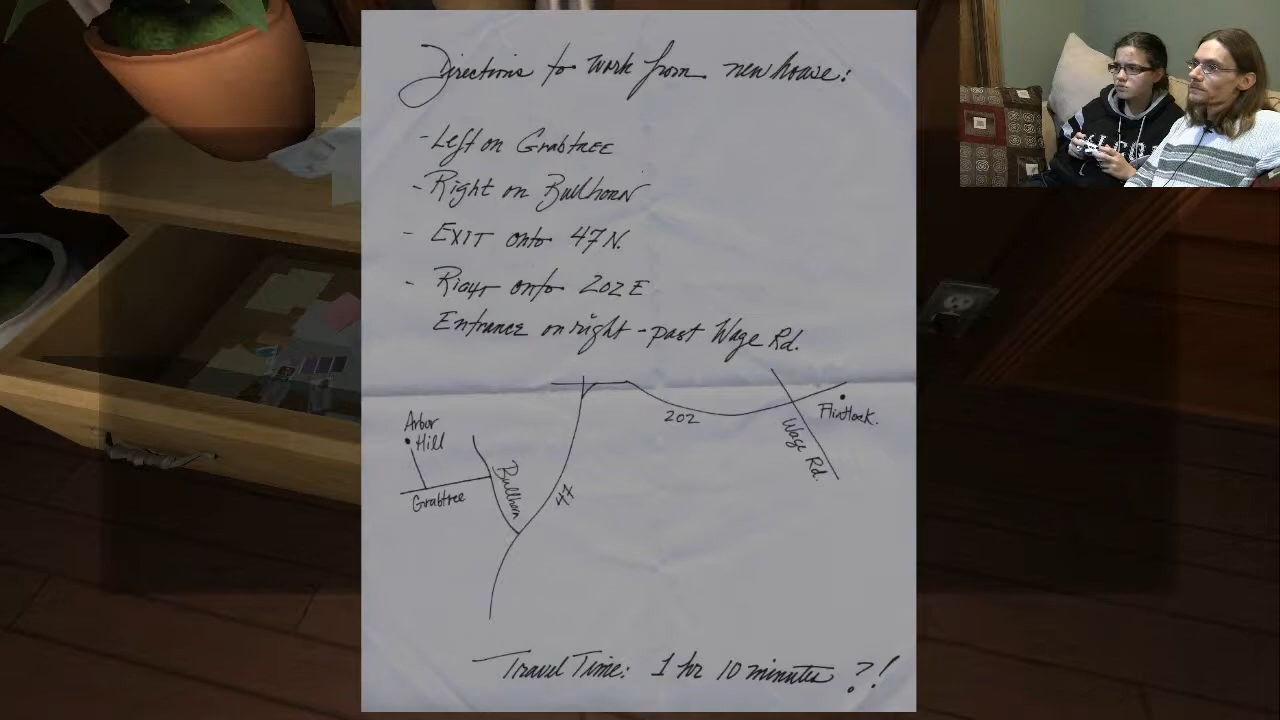 Directions to work from new house:
- Left on Grabtree
- Right on Bullhorn
- Exit onto 47 N.
- Right onto 202 E
Entrance on right - past Wage Rd.
Arbor
Hill
Grabtree
Bullhorn
47
202
Wage Rd.
Flintlock.
Travel Time: 1 hr 10 minutes ?!